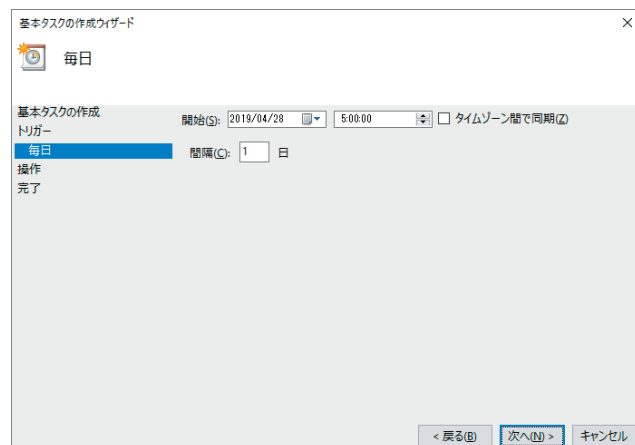 基本タスクの作成ウィザード
毎日
基本タスクの作成
トリガー
毎日
操作
完了
開始(S): 2019/04/28 5:00:00 タイムゾーン間で同期(Z)
間隔(C): 1 日
< 戻る(B) 次へ(N) > キャンセル